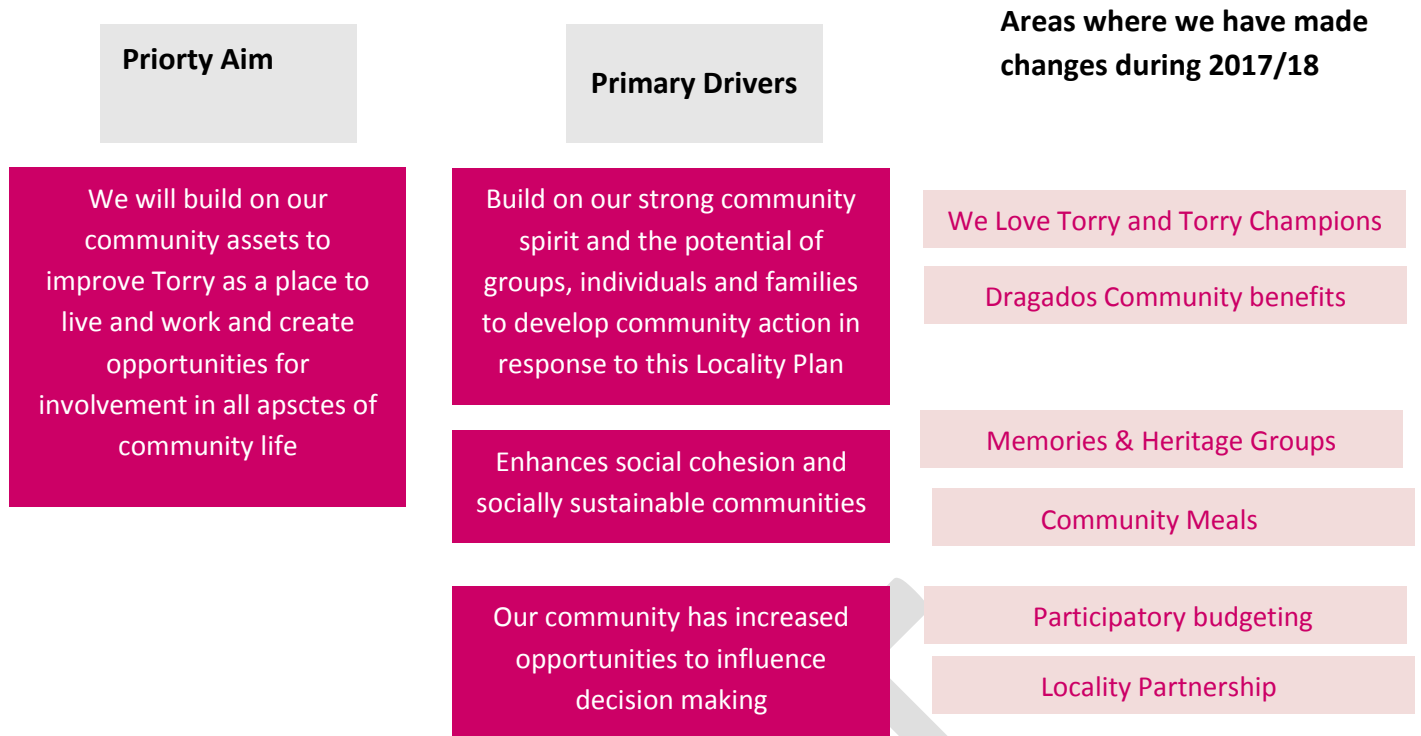 Priorty Aim
Primary Drivers
Areas where we have made
changes during 2017/18
We will build on our
community assets to
improve Torry as a place to
live and work and create
opportunities for
involvement in all apsctes of
community life
Build on our strong community
spirit and the potential of
groups, individuals and families
to develop community action in
response to this Locality Plan
We Love Torry and Torry Champions
Dragados Community benefits
Enhances social cohesion and
socially sustainable communities
Memories & Heritage Groups
Community Meals
Our community has increased
opportunities to influence
decision making
Participatory budgeting
Locality Partnership